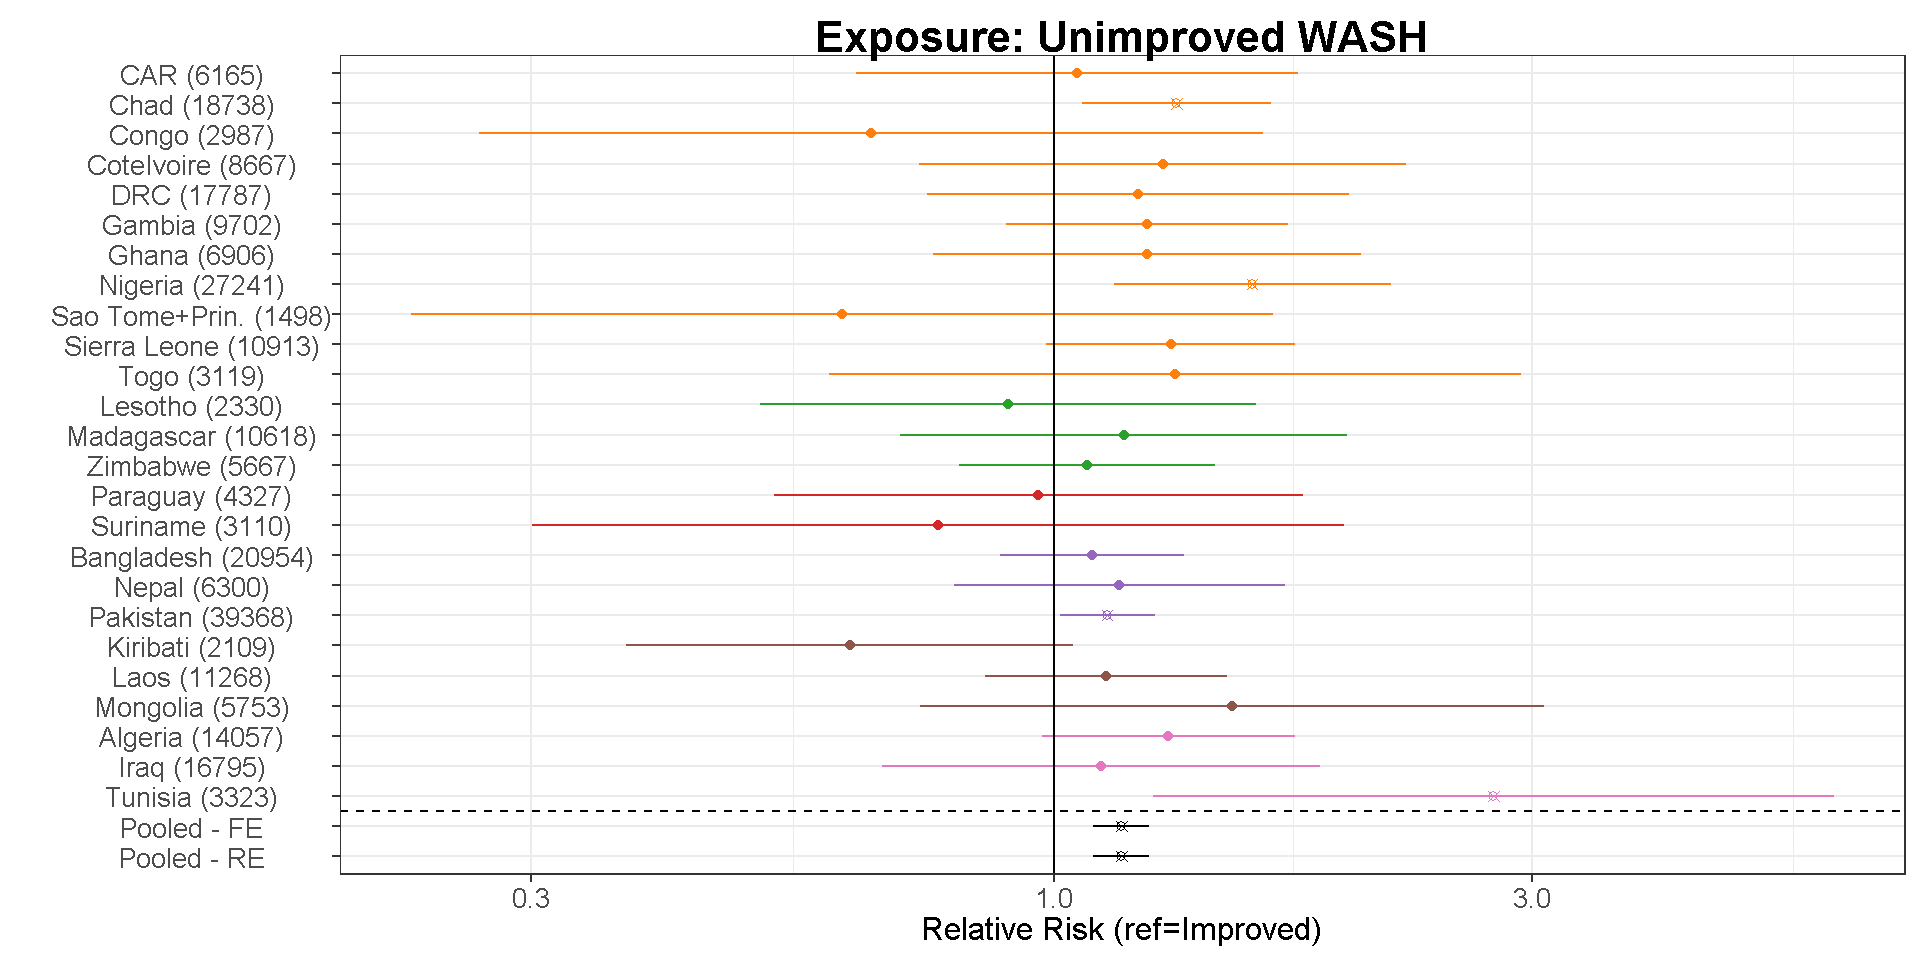 Exposure: Unimproved WASH
CAR (6165)
Chad (18738)
Congo (2987)
CoteIvoire (8667)
DRC (17787)
Gambia (9702)
Ghana (6906)
Nigeria (27241)
Sao Tome+Prin. (1498)
Sierra Leone (10913)
Togo (3119)
Lesotho (2330)
Madagascar (10618)
Zimbabwe (5667)
Paraguay (4327)
Suriname (3110)
Bangladesh (20954)
Nepal (6300)
Pakistan (39368)
Kiribati (2109)
Laos (11268)
Mongolia (5753)
Algeria (14057)
Iraq (16795)
Tunisia (3323)
Pooled - FE
Pooled - RE
0.3 1.0 3.0
Relative Risk (ref=Improved)